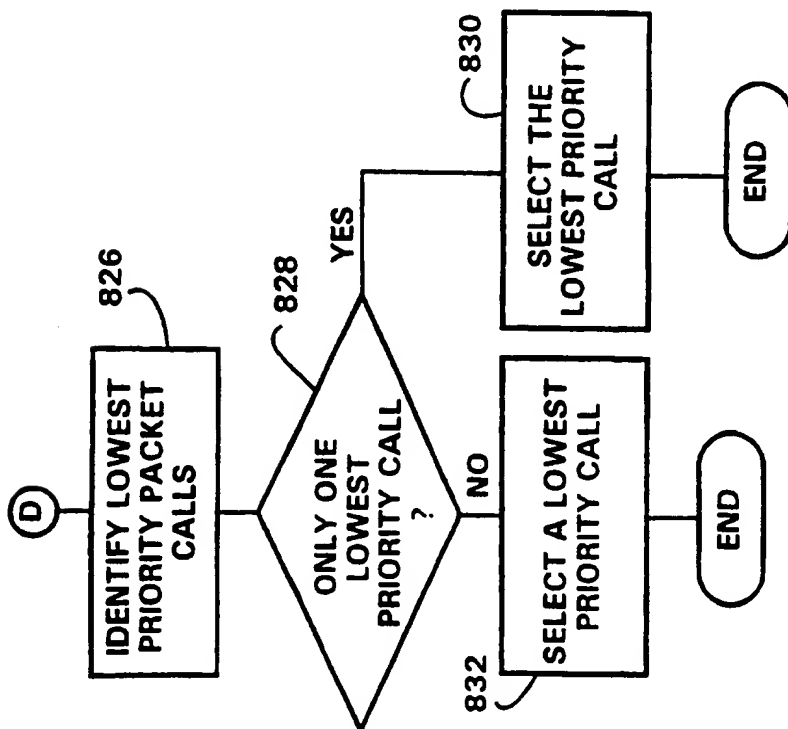 D
826
IDENTIFY LOWEST
PRIORITY PACKET
CALLS
828
ONLY ONE
LOWEST
PRIORITY CALL
?
YES
NO
830
SELECT THE
LOWEST PRIORITY
CALL
END
832
SELECT A LOWEST
PRIORITY CALL
END